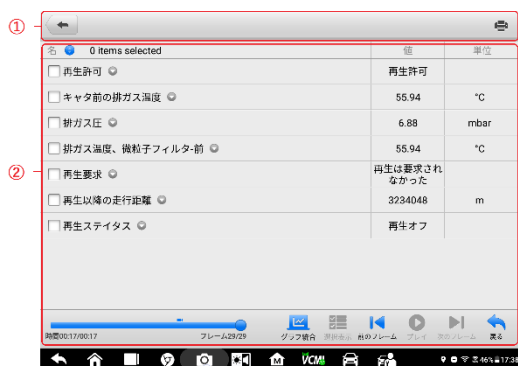 ①
名 0 items selected 値 単位
再生許可 再生許可
キャタ前の排ガス温度 55.94 °C
排ガス圧 6.88 mbar
排ガス温度、微粒子フィルタ-前 55.94 °C
②
再生要求 再生は要求され
なかった
再生以降の走行距離 3234048 m
再生ステイタス 再生オフ
時間00:17/00:17 フレーム29/29 グラフ統合 選択表示 前のフレーム プレイ 次のフレーム 戻る
M VCMI 46% 17:38